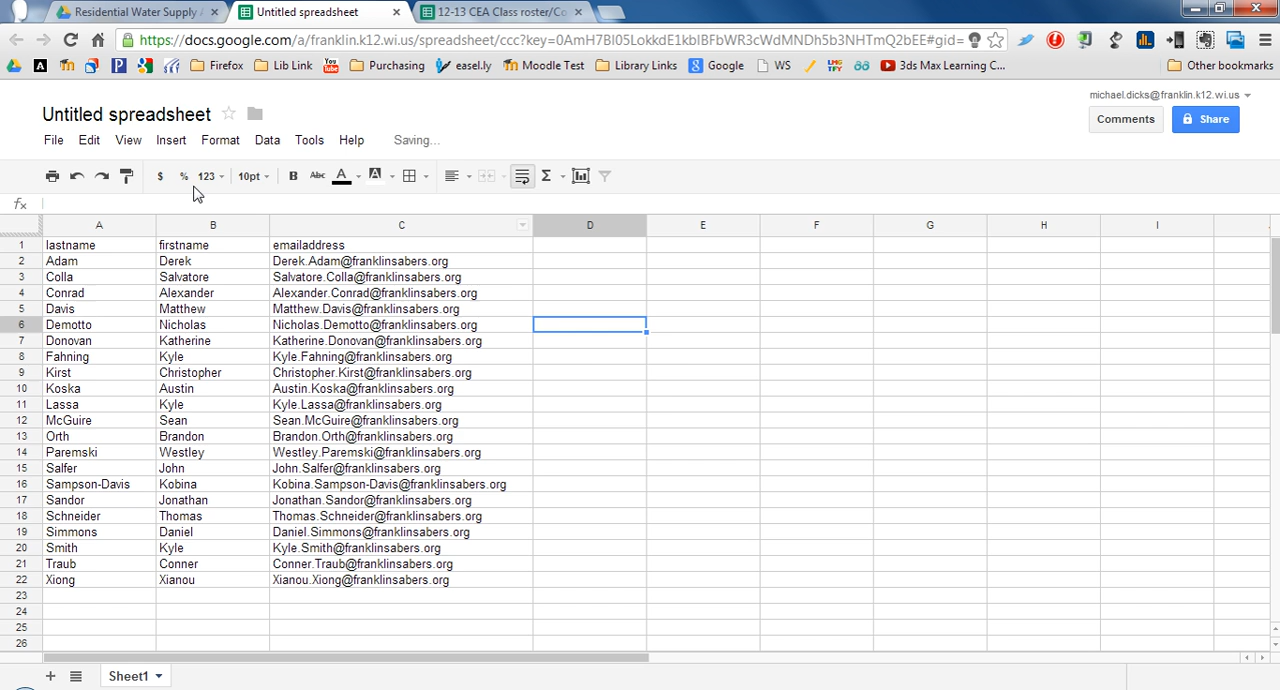 Residential Water Supply
Untitled spreadsheet
12-13 CEA Class roster/Co
https://docs.google.com/a/franklin.k12.wi.us/spreadsheet/
Firefox Lib Link You Tube Purchasing easel.ly Moodle Test Library Links Google WS LMG TFY 3ds Max Learning C... Other bookmarks
michael.dicks@franklin.k12.wi.us
Untitled spreadsheet
Comments Share
File Edit View Insert Format Data Tools Help Saving...
$ % 123 10pt B Abc A A Σ
fx
A B C D E F G H I
1 lastname firstname emailaddress
2 Adam Derek Derek.Adam@franklinsabers.org
3 Colla Salvatore Salvatore.Colla@franklinsabers.org
4 Conrad Alexander Alexander.Conrad@franklinsabers.org
5 Davis Matthew Matthew.Davis@franklinsabers.org
6 Demotto Nicholas Nicholas.Demotto@franklinsabers.org
7 Donovan Katherine Katherine.Donovan@franklinsabers.org
8 Fahning Kyle Kyle.Fahning@franklinsabers.org
9 Kirst Christopher Christopher.Kirst@franklinsabers.org
10 Koska Austin Austin.Koska@franklinsabers.org
11 Lassa Kyle Kyle.Lassa@franklinsabers.org
12 McGuire Sean Sean.McGuire@franklinsabers.org
13 Orth Brandon Brandon.Orth@franklinsabers.org
14 Paremski Westley Westley.Paremski@franklinsabers.org
15 Salfer John John.Salfer@franklinsabers.org
16 Sampson-Davis Kobina Kobina.Sampson-Davis@franklinsabers.org
17 Sandor Jonathan Jonathan.Sandor@franklinsabers.org
18 Schneider Thomas Thomas.Schneider@franklinsabers.org
19 Simmons Daniel Daniel.Simmons@franklinsabers.org
20 Smith Kyle Kyle.Smith@franklinsabers.org
21 Traub Conner Conner.Traub@franklinsabers.org
22 Xiong Xianou Xianou.Xiong@franklinsabers.org
23
24
25
26
Sheet1